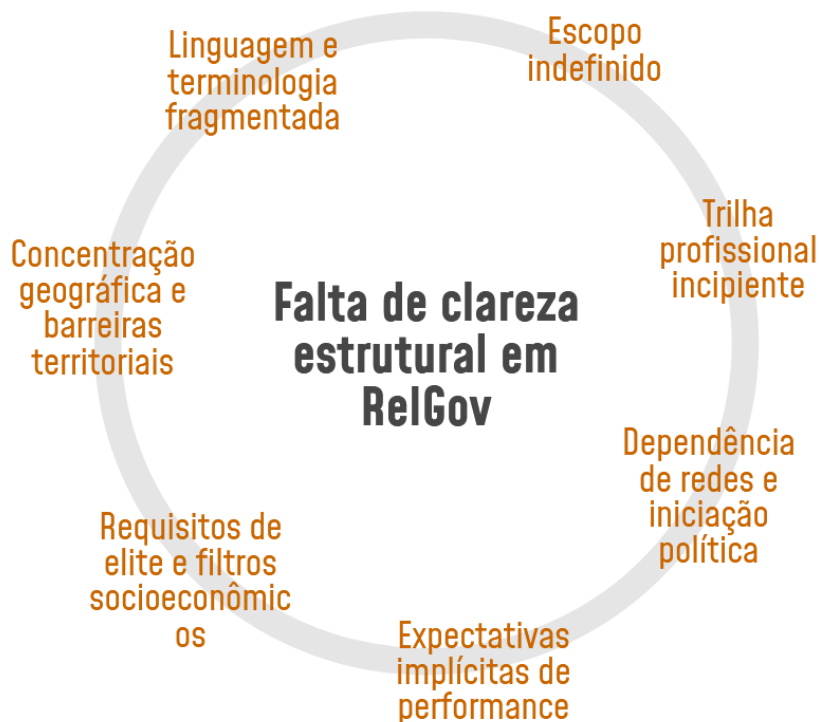 Linguagem e
terminologia
fragmentada
Escopo
indefinido
Trilha
profissional
incipiente
Concentração
geográfica e
barreiras
territoriais
Falta de clareza
estrutural em
RelGov
Dependência
de redes e
iniciação
política
Requisitos de
elite e filtros
socioeconômic
os
Expectativas
implícitas de
performance